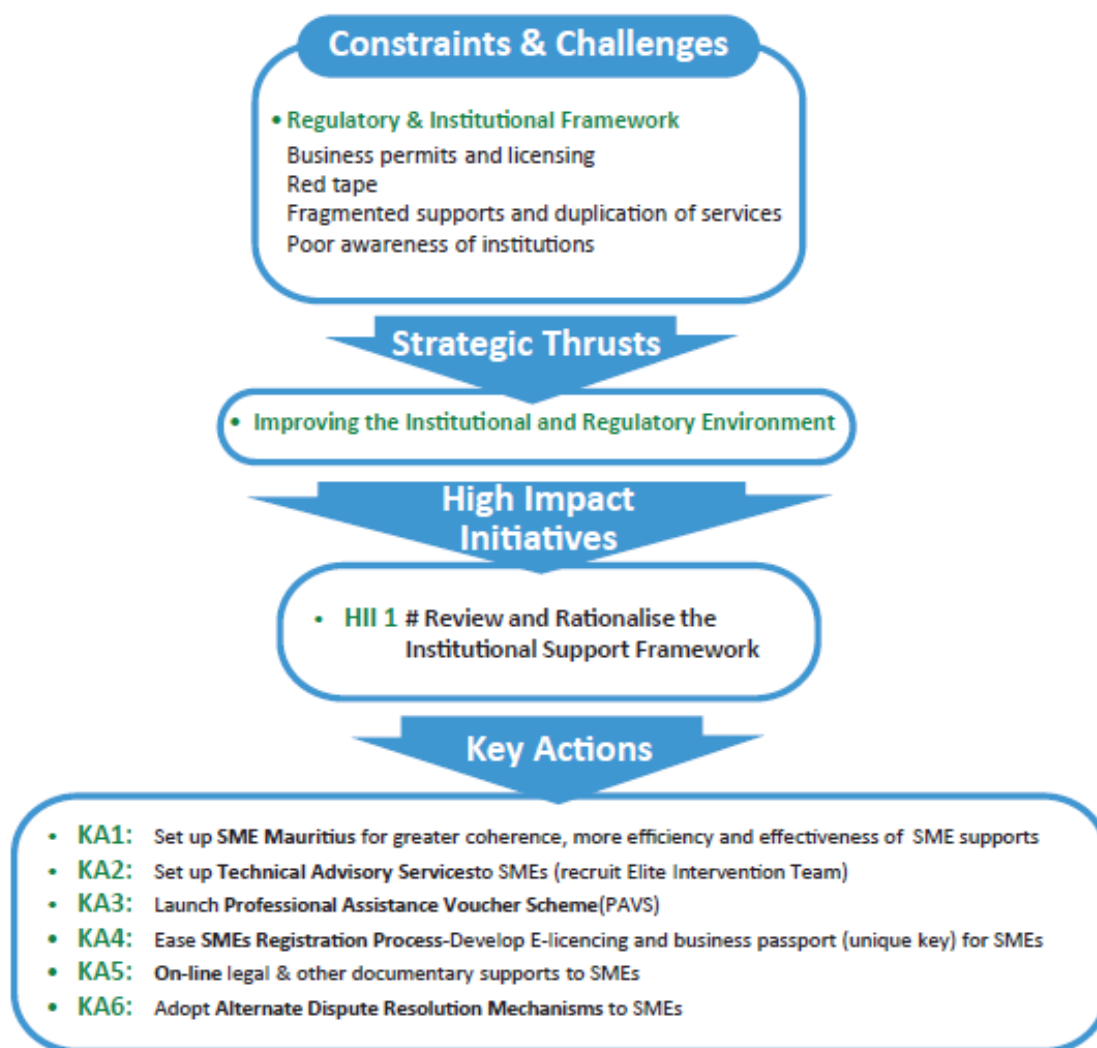 Constraints & Challenges
• Regulatory & Institutional Framework
Business permits and licensing
Red tape
Fragmented supports and duplication of services
Poor awareness of institutions
Strategic Thrusts
• Improving the Institutional and Regulatory Environment
High Impact
Initiatives
• HII 1 # Review and Rationalise the
Institutional Support Framework
Key Actions
• KA1: Set up SME Mauritius for greater coherence, more efficiency and effectiveness of SME supports
• KA2: Set up Technical Advisory Servicesto SMEs (recruit Elite Intervention Team)
• KA3: Launch Professional Assistance Voucher Scheme(PAVS)
• KA4: Ease SMEs Registration Process-Develop E-licencing and business passport (unique key) for SMEs
• KA5: On-line legal & other documentary supports to SMEs
• KA6: Adopt Alternate Dispute Resolution Mechanisms to SMEs